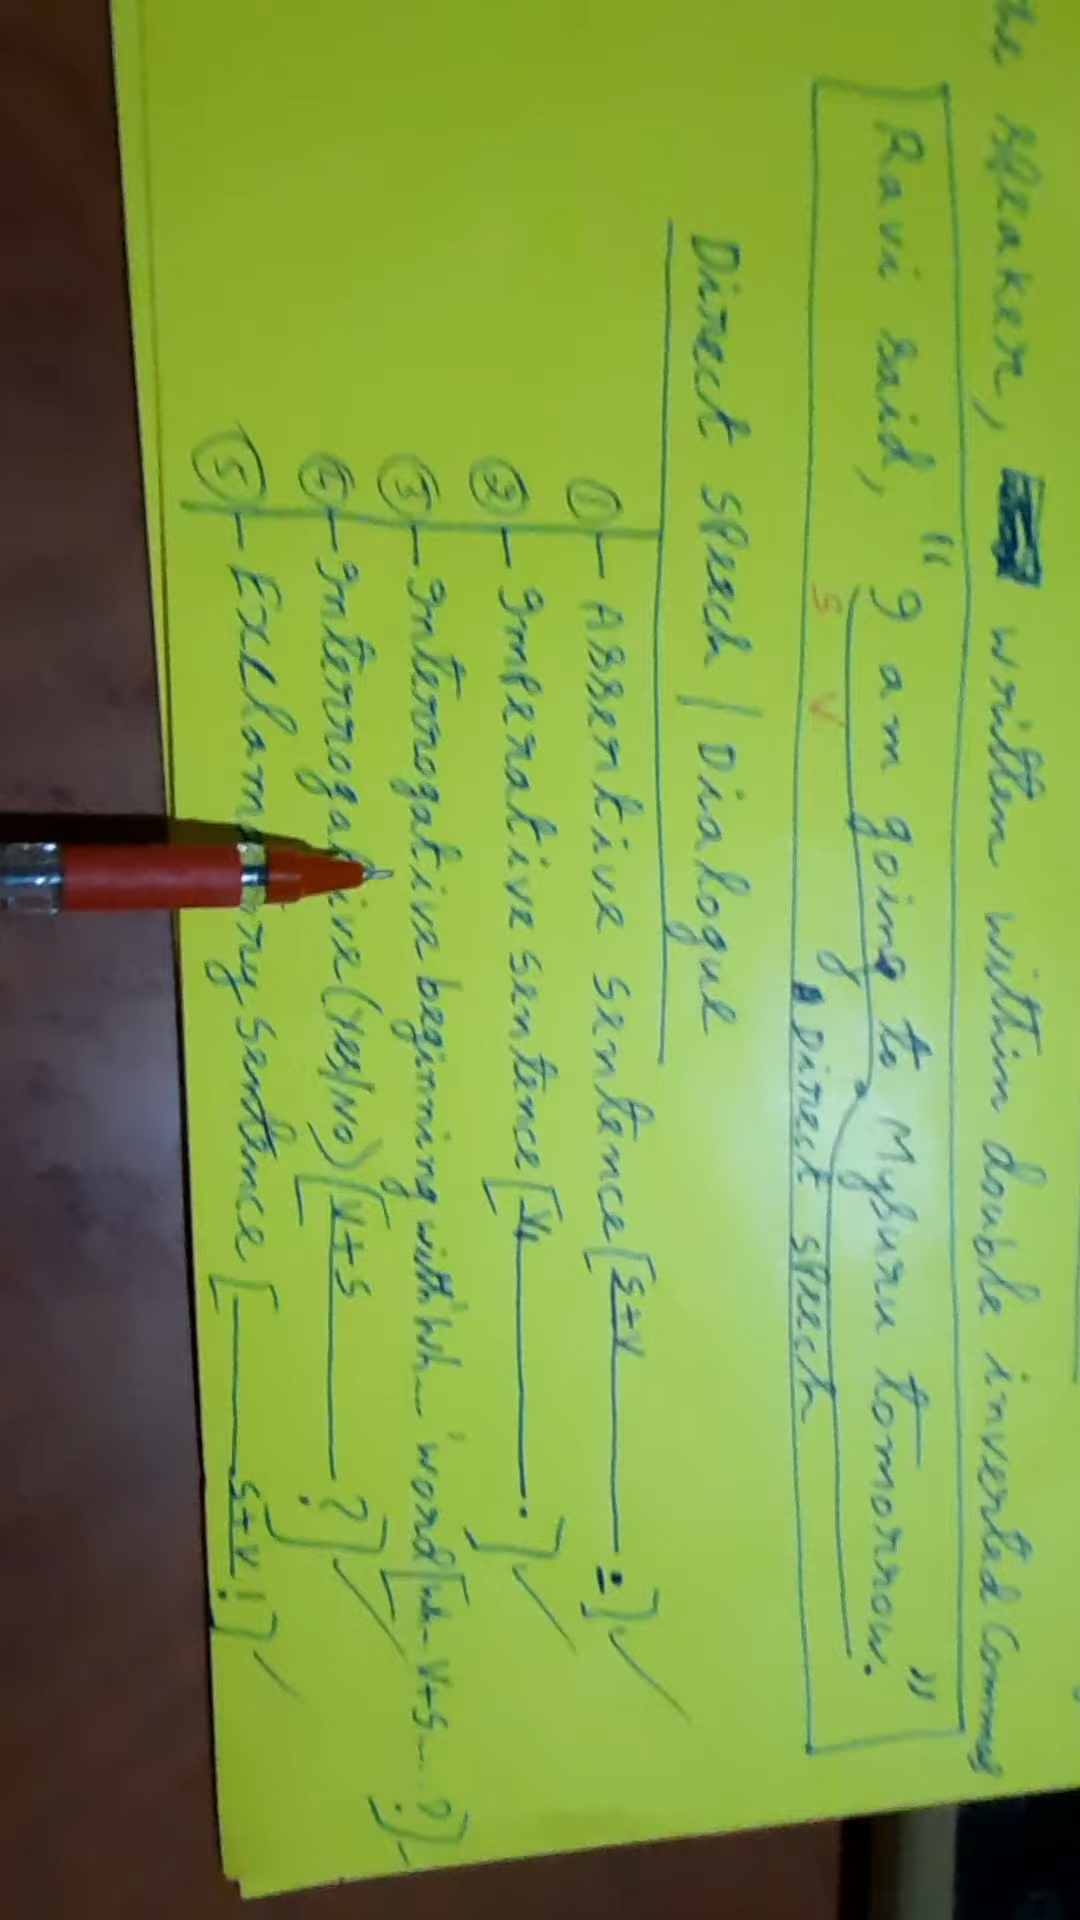 the speaker, written within double inverted Commas
Ravi said, " I am going to Mysuru tomorrow. "
S V
Direct speech
Direct speech / Dialogue
① - Assertive sentence [S+V ______ .] ✓
② - Imperative sentence [V1 ______ .] ✓
③ - Interrogative beginning with 'wh__' word [wh- V+S....?]
④ - Interrogative (Yes/No) [V+S ______ ?] ✓
⑤ - Exclamatory sentence [______ S+V!] ✓